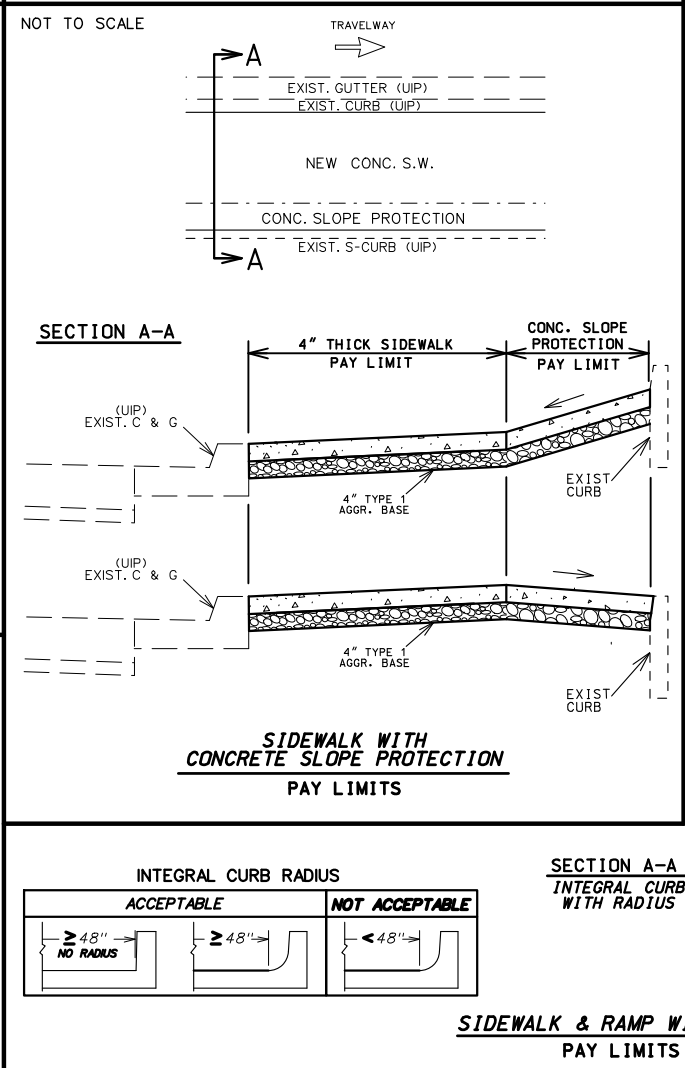 NOT TO SCALE
TRAVELWAY
A
EXIST. GUTTER (UIP)
EXIST. CURB (UIP)
NEW CONC. S.W.
CONC. SLOPE PROTECTION
EXIST. S-CURB (UIP)
A
SECTION A-A
4" THICK SIDEWALK
PAY LIMIT
CONC. SLOPE
PROTECTION
PAY LIMIT
(UIP)
EXIST. C & G
4" TYPE 1
AGGR. BASE
EXIST
CURB
(UIP)
EXIST. C & G
4" TYPE 1
AGGR. BASE
EXIST
CURB
SIDEWALK WITH
CONCRETE SLOPE PROTECTION
PAY LIMITS
INTEGRAL CURB RADIUS
ACCEPTABLE
NOT ACCEPTABLE
≥ 48"
NO RADIUS
≥ 48"
< 48"
SECTION A-A
INTEGRAL CURB
WITH RADIUS
SIDEWALK & RAMP
PAY LIMITS